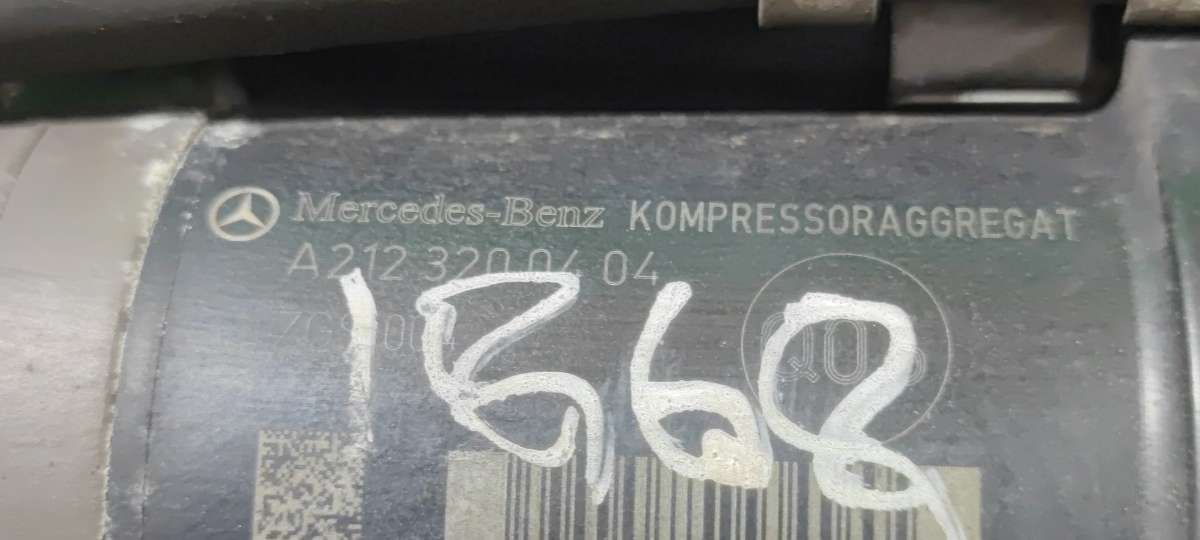 Mercedes-Benz KOMPRESSORAGGREGAT
A 212 320 04 04
1868